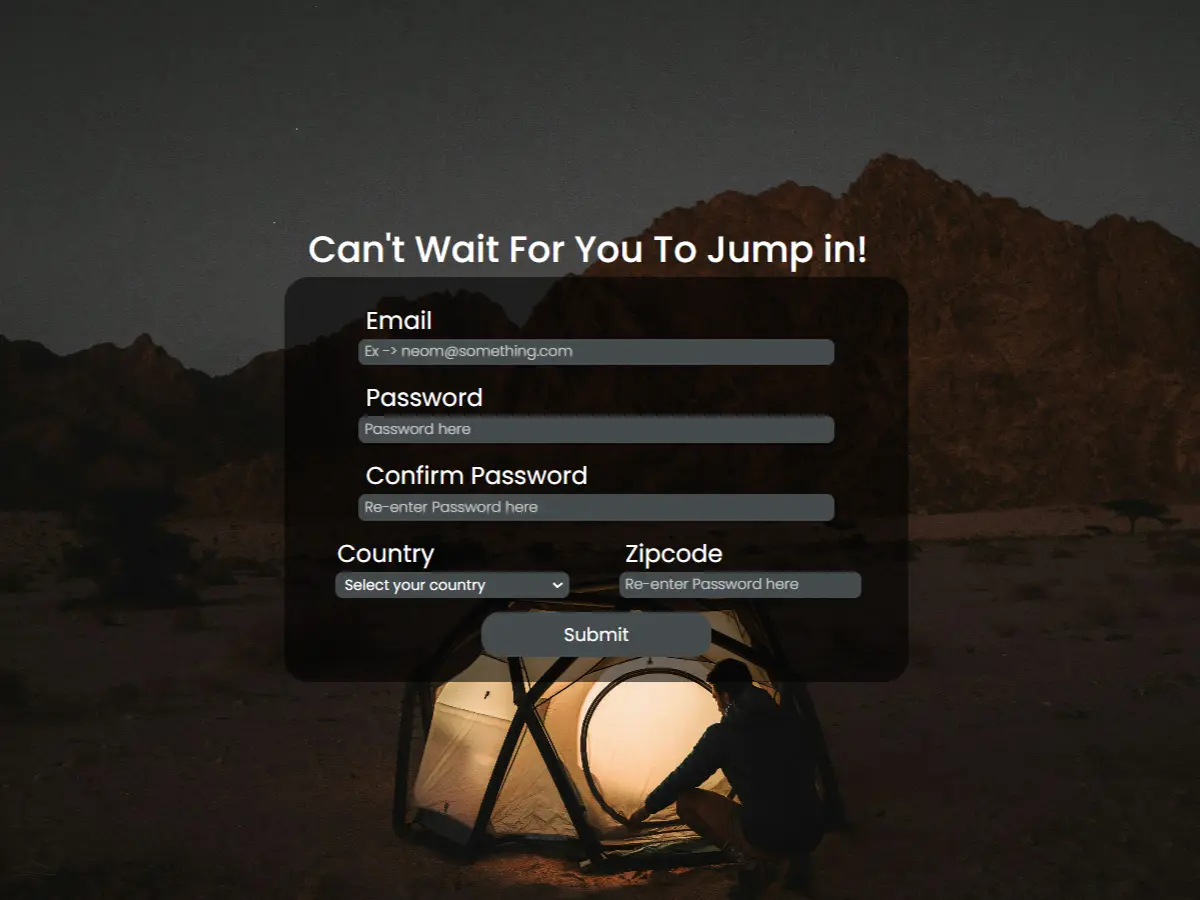 Can't Wait For You To Jump in!
Email
Ex -> neom@something.com
Password
Password here
Confirm Password
Re-enter Password here
Country
Zipcode
Select your country
Re-enter Password here
Submit